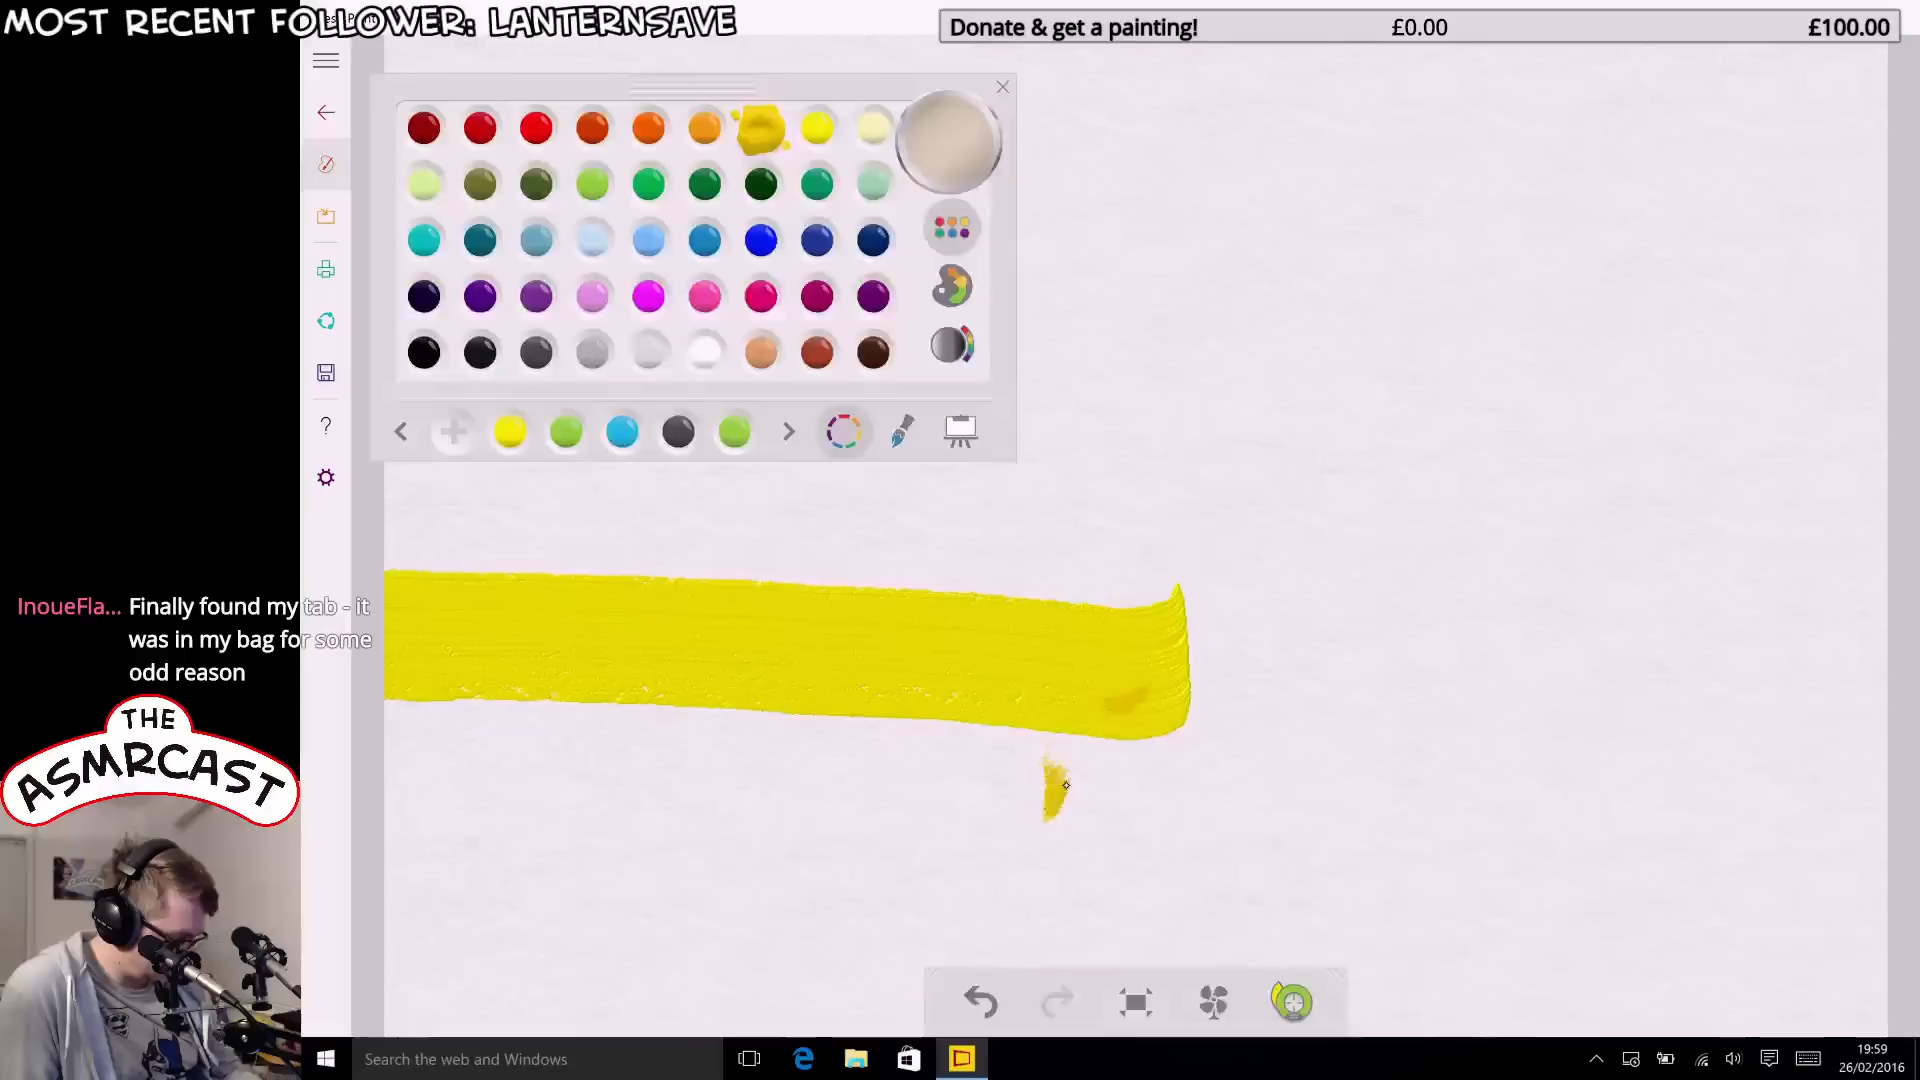 MOST RECENT FOLLOWER: LANTERNSAVE
Donate & get a painting! £0.00 £100.00
InoueFla... Finally found my tab - it
was in my bag for some
odd reason
THE
ASMRCAST
Search the web and Windows
19:59
26/02/2016